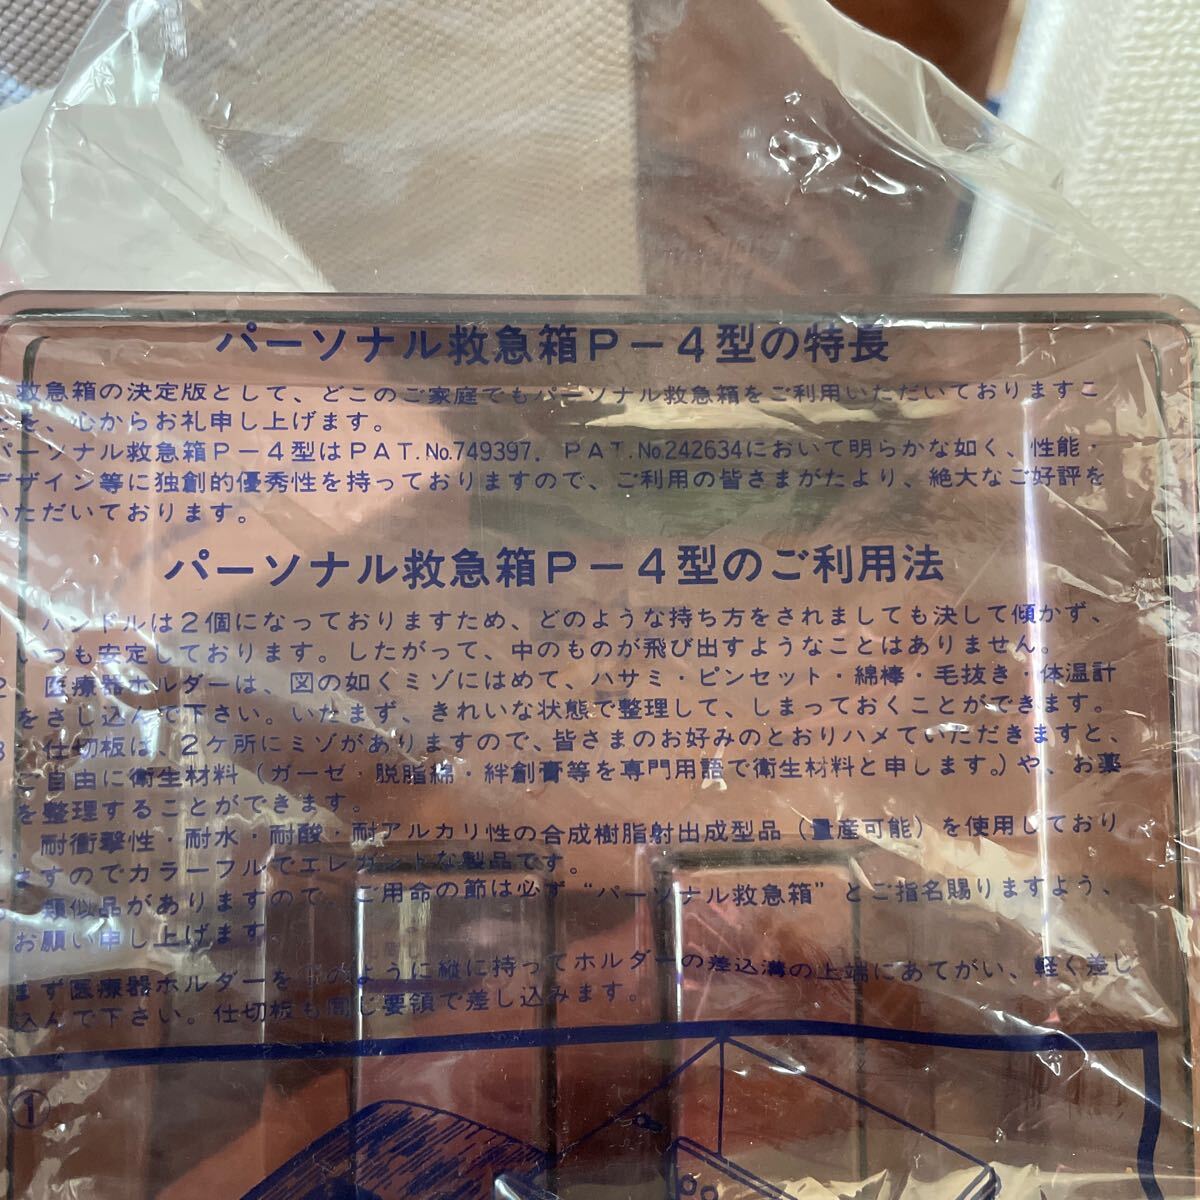 パーソナル救急箱P－4型の特長
救急箱の決定版として、どこのご家庭でもパーソナル救急箱をご利用いただいておりますこ
とを、心からお礼申し上げます。
パーソナル救急箱P－4型はPAT.No.749397．PAT.No.242634において明らかな如く、性能・
デザイン等に独創的優秀性を持っておりますので、ご利用の皆さまがたより、絶大なご好評を
いただいております。
パーソナル救急箱P－4型のご利用法
ハンドルは2個になっておりますため、どのような持ち方をされましても決して傾かず、
いつも安定しております。したがって、中のものが飛び出すようなことはありません。
2 医療器ホルダーは、図の如くミゾにはめて、ハサミ・ピンセット・綿棒・毛抜き・体温計
をさし込んで下さい。いたまず、きれいな状態で整理して、しまっておくことができます。
3 仕切板は、2ケ所にミゾがありますので、皆さまのお好みのとおりハメていただきますと、
ご自由に衛生材料（ガーゼ・脱脂綿・絆創膏等を専門用語で衛生材料と申します。）や、お薬
を整理することができます。
耐衝撃性・耐水・耐酸・耐アルカリ性の合成樹脂射出成型品（量産可能）を使用しており
ますのでカラーフルでエレガントな製品です。
類似品がありますので、ご用命の節は必ず“パーソナル救急箱”とご指名賜りますよう、
お願い申し上げます
まず医療器ホルダーを のように縦に持ってホルダーの差込溝の上端にあてがい、軽く差し
込んで下さい。仕切板も同じ要領で差し込みます。
①